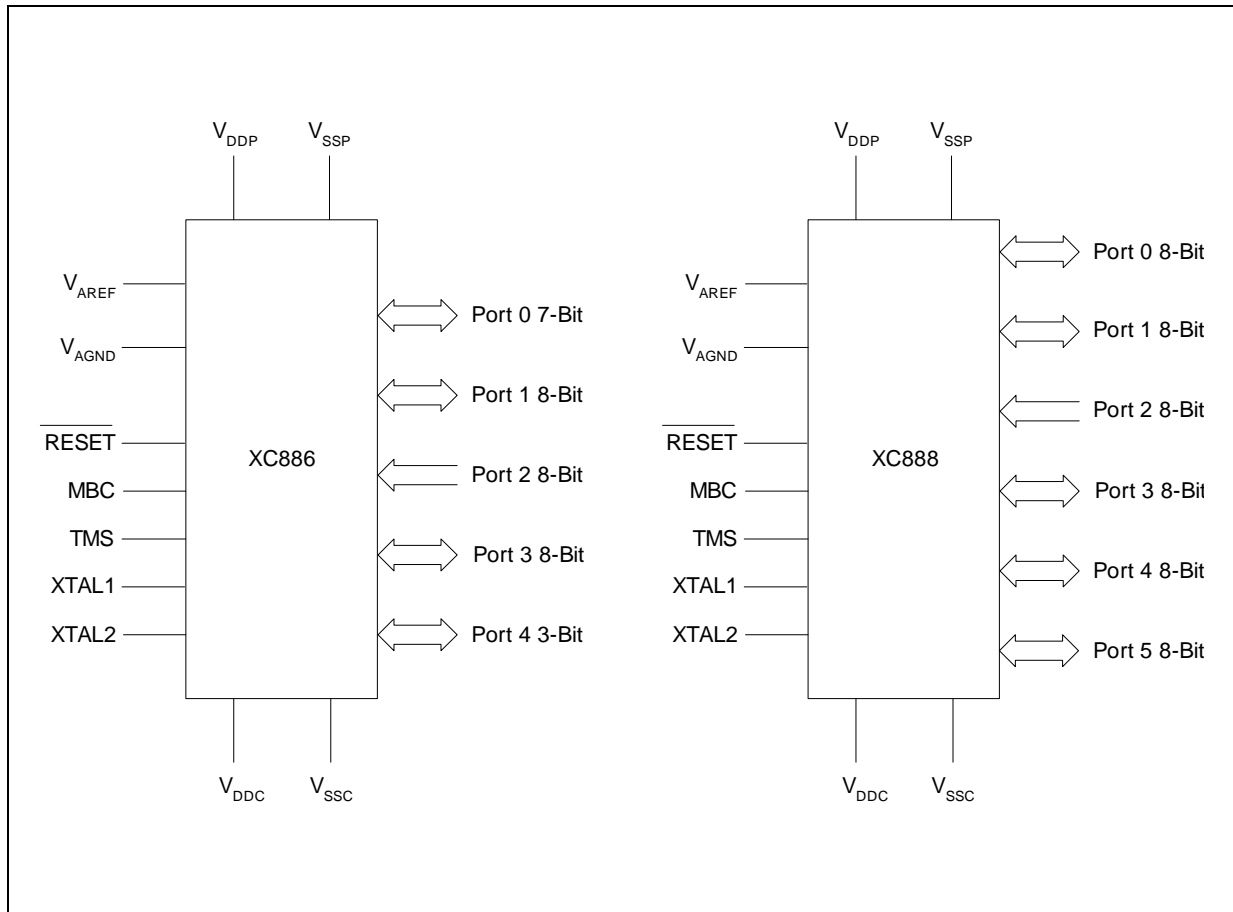 VDDP VSSP
VAREF
VAGND
RESET
MBC
TMS
XTAL1
XTAL2
XC886
Port 0 7-Bit
Port 1 8-Bit
Port 2 8-Bit
Port 3 8-Bit
Port 4 3-Bit
VDDC VSSC
VDDP VSSP
VAREF
VAGND
RESET
MBC
TMS
XTAL1
XTAL2
XC888
Port 0 8-Bit
Port 1 8-Bit
Port 2 8-Bit
Port 3 8-Bit
Port 4 8-Bit
Port 5 8-Bit
VDDC VSSC